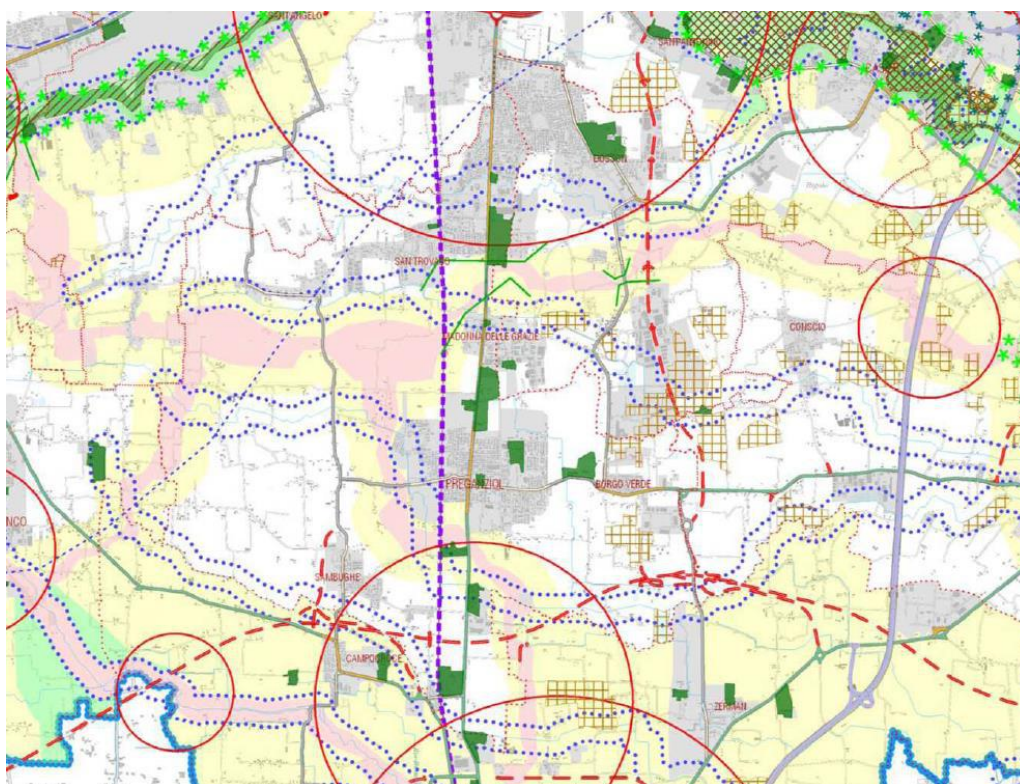 SANT'ANGELO
SANT'ANTONINO
DOSSON
SAN TROVASO
MADONNA DELLE GRAZIE
CONSCIO
PREGANZIOL
BORGO VERDE
NCO
SAMBUGHE
CAMPOCROCE
ZERMAN